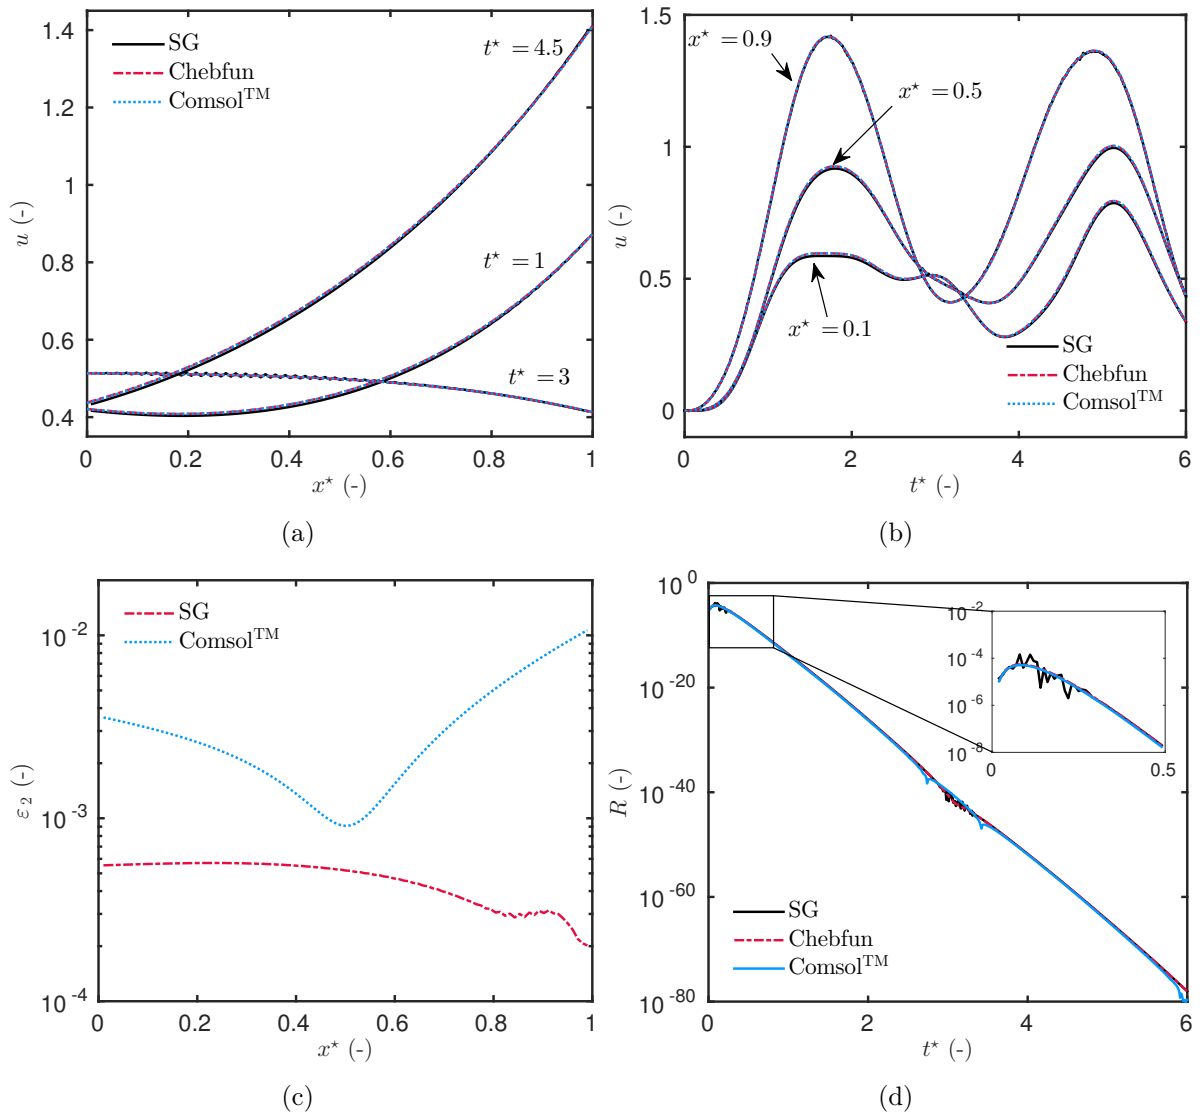 1.4
1.2
1
0.8
0.6
0.4
u (-)
SG
Chebfun
Comsol™
t⋆ = 4.5
t⋆ = 1
t⋆ = 3
0 0.2 0.4 0.6 0.8 1
x⋆ (-)
(a)
1.5
1
0.5
0
u (-)
x⋆ = 0.9
x⋆ = 0.5
x⋆ = 0.1
SG
Chebfun
Comsol™
0 2 4 6
t⋆ (-)
(b)
10⁻²
10⁻³
10⁻⁴
ε₂ (-)
SG
Comsol™
0 0.2 0.4 0.6 0.8 1
x⋆ (-)
(c)
10⁰
10⁻²⁰
10⁻⁴⁰
10⁻⁶⁰
10⁻⁸⁰
R (-)
10⁻²
10⁻⁴
10⁻⁶
10⁻⁸
0 0.5
SG
Chebfun
Comsol™
0 2 4 6
t⋆ (-)
(d)